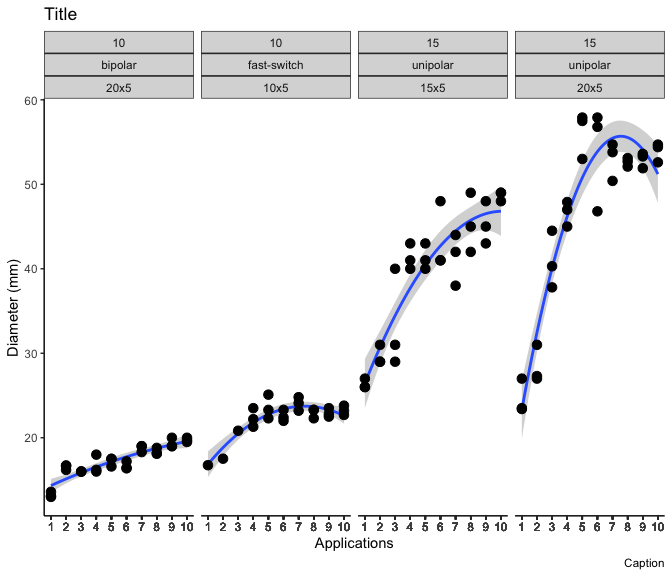 Title
10 10 15 15
bipolar fast-switch unipolar unipolar
20x5 10x5 15x5 20x5
60
50
40
30
20
Diameter (mm)
1 2 3 4 5 6 7 8 9 10 1 2 3 4 5 6 7 8 9 10 1 2 3 4 5 6 7 8 9 10 1 2 3 4 5 6 7 8 9 10
Applications
Caption